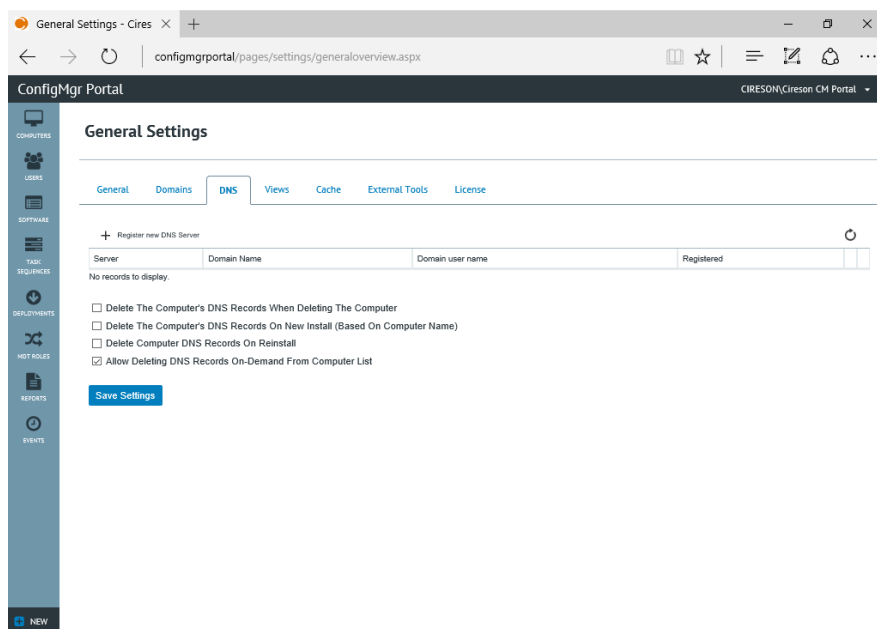 General Settings - Cires
configmgrportal/pages/settings/generaloverview.aspx
ConfigMgr Portal
CIRESON\Cireson CM Portal
COMPUTERS
USERS
SOFTWARE
TASK
SEQUENCES
DEPLOYMENTS
MDT ROLES
REPORTS
EVENTS
NEW
General Settings
General Domains DNS Views Cache External Tools License
Register new DNS Server
Server Domain Name Domain user name Registered
No records to display.
Delete The Computer's DNS Records When Deleting The Computer
Delete The Computer's DNS Records On New Install (Based On Computer Name)
Delete Computer DNS Records On Reinstall
Allow Deleting DNS Records On-Demand From Computer List
Save Settings